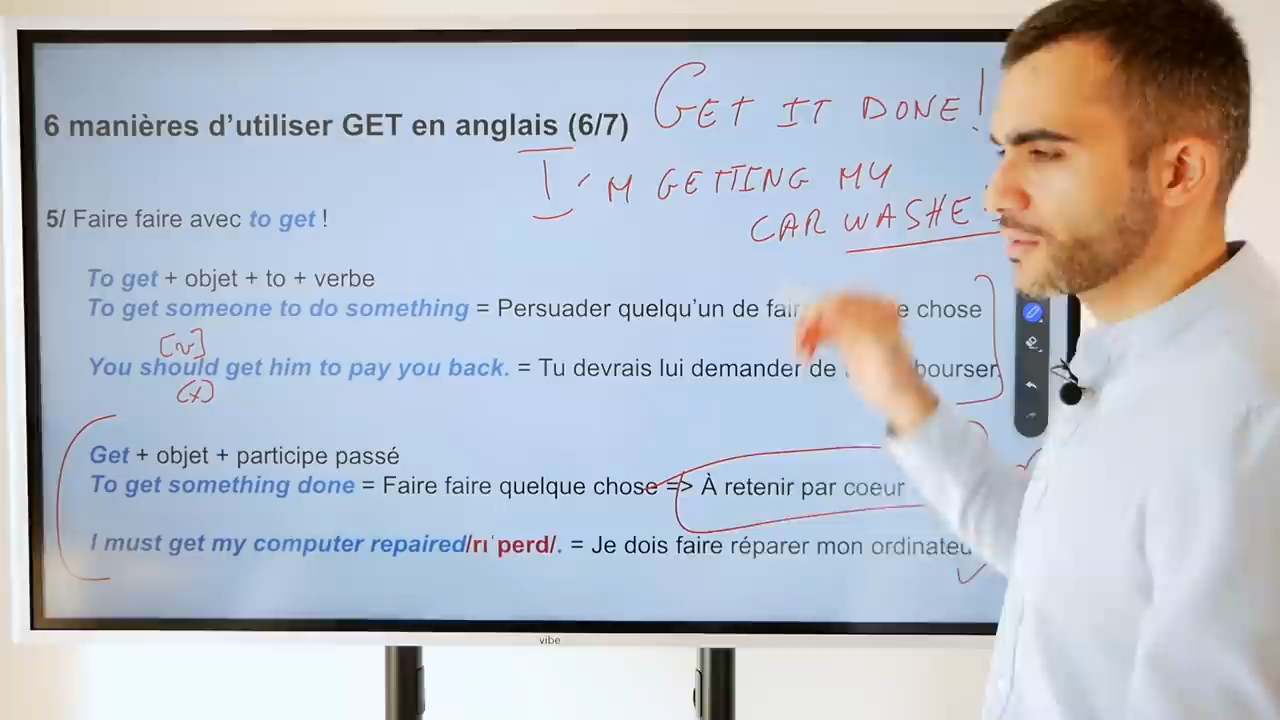 6 manières d'utiliser GET en anglais (6/7)
GET IT DONE!
I'M GETTING MY
CAR WASHE
5/ Faire faire avec to get !
To get + objet + to + verbe
To get someone to do something = Persuader quelqu'un de chose
[~]
You should get him to pay you back. = Tu devrais lui demander de
(+)
Get + objet + participe passé
To get something done = Faire faire quelque chose => À retenir par coeur
I must get my computer repaired/rɪˈperd/. = Je dois faire réparer mon ordinateu
vibe